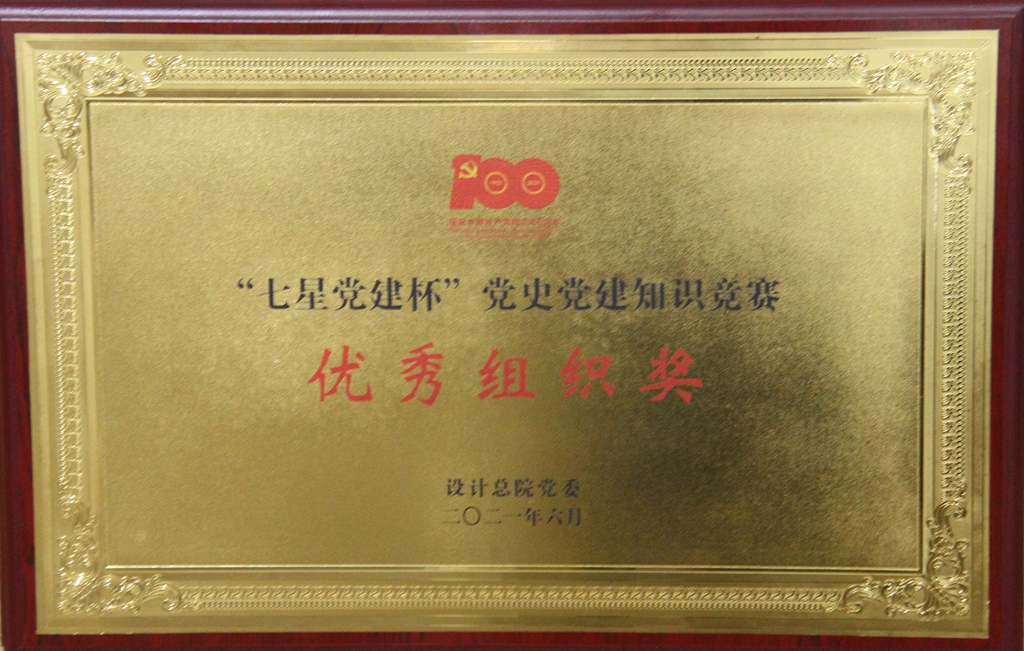 “七星党建杯”党史党建知识竞赛
优秀组织奖
设计总院党委
二〇二一年六月